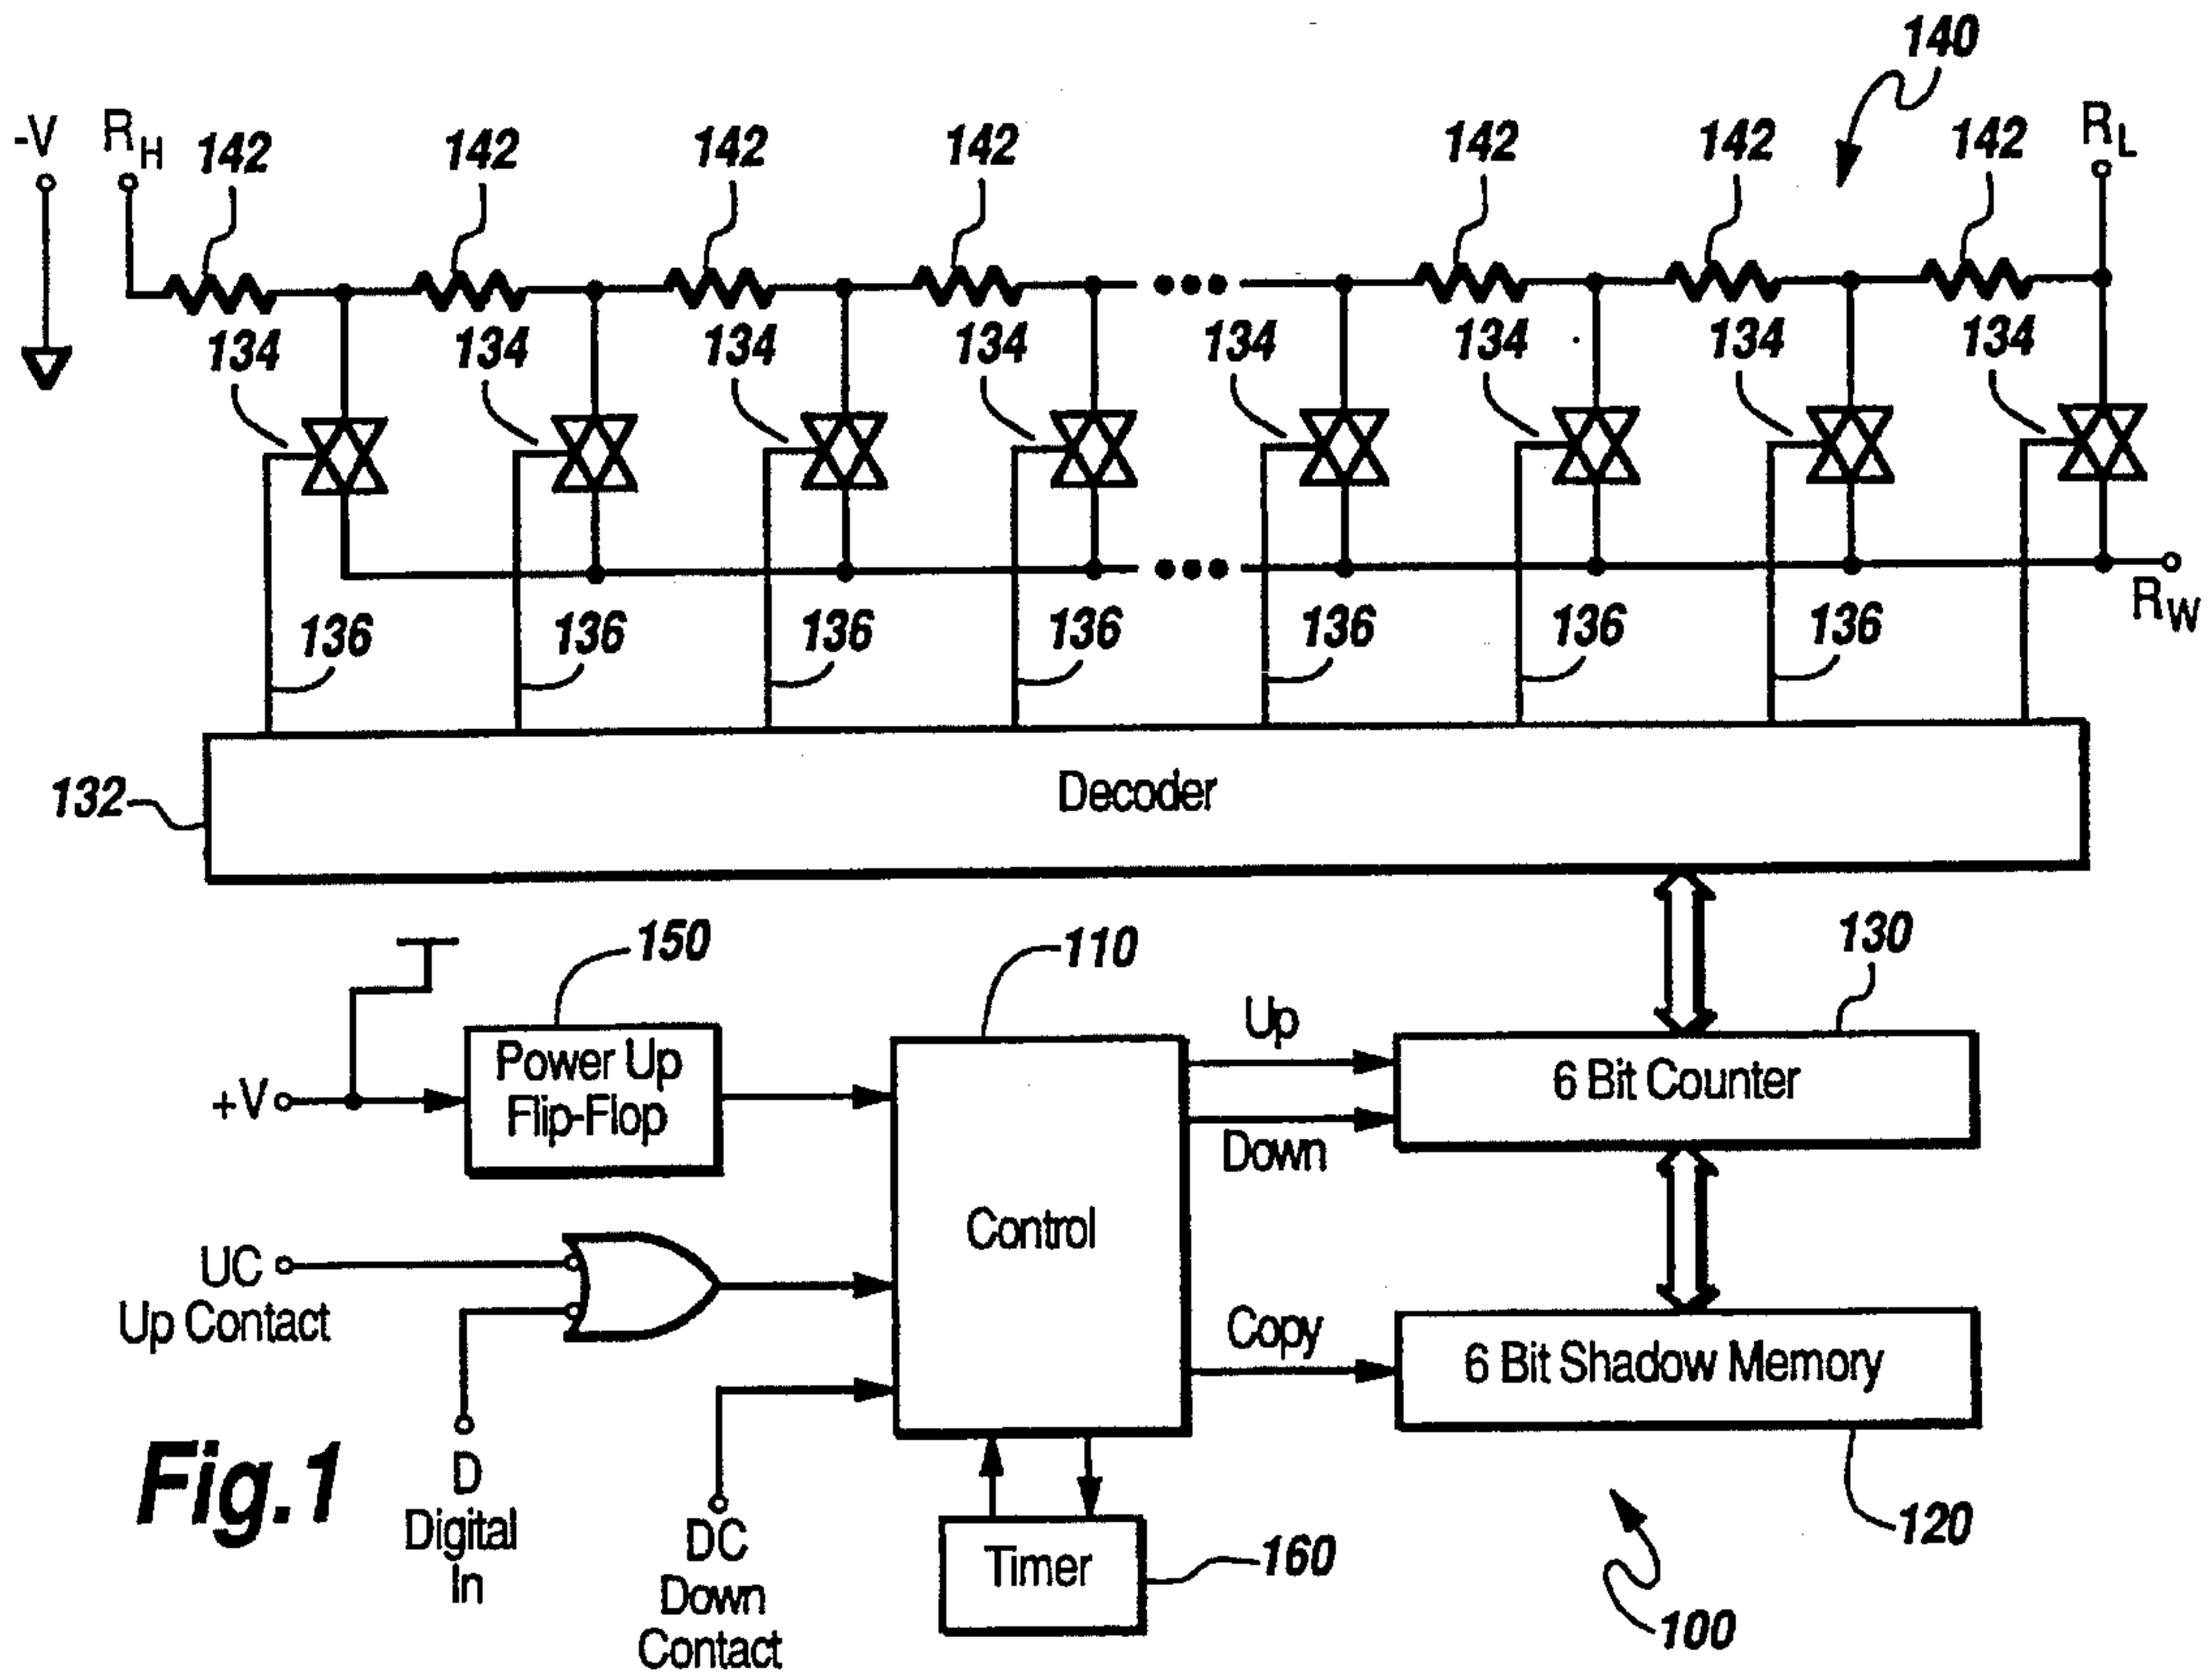 140
-V
RH
142
142
142
142
142
142
142
RL
134
134
134
134
134
134
134
134
RW
136
136
136
136
136
136
136
132
Decoder
150
110
130
+V
Power Up
Flip-Flop
Up
Down
6 Bit Counter
Control
UC
Up Contact
Copy
6 Bit Shadow Memory
D
Digital
In
DC
Down
Contact
Timer
160
120
100
Fig.1